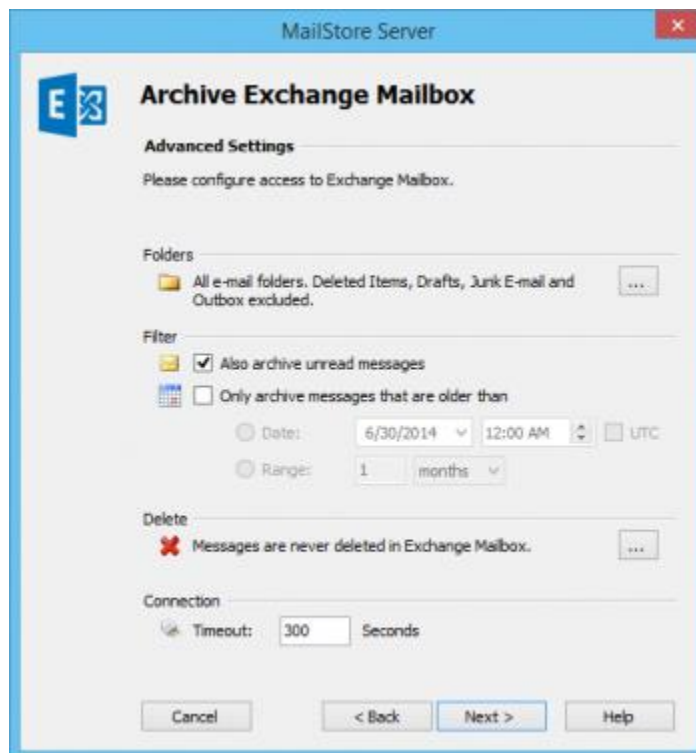 MailStore Server
E
Archive Exchange Mailbox
Advanced Settings
Please configure access to Exchange Mailbox.
Folders
All e-mail folders. Deleted Items, Drafts, Junk E-mail and
Outbox excluded.
...
Filter
Also archive unread messages
Only archive messages that are older than
Date: 6/30/2014 12:00 AM UTC
Range: 1 months
Delete
Messages are never deleted in Exchange Mailbox. ...
Connection
Timeout: 300 Seconds
Cancel < Back Next > Help